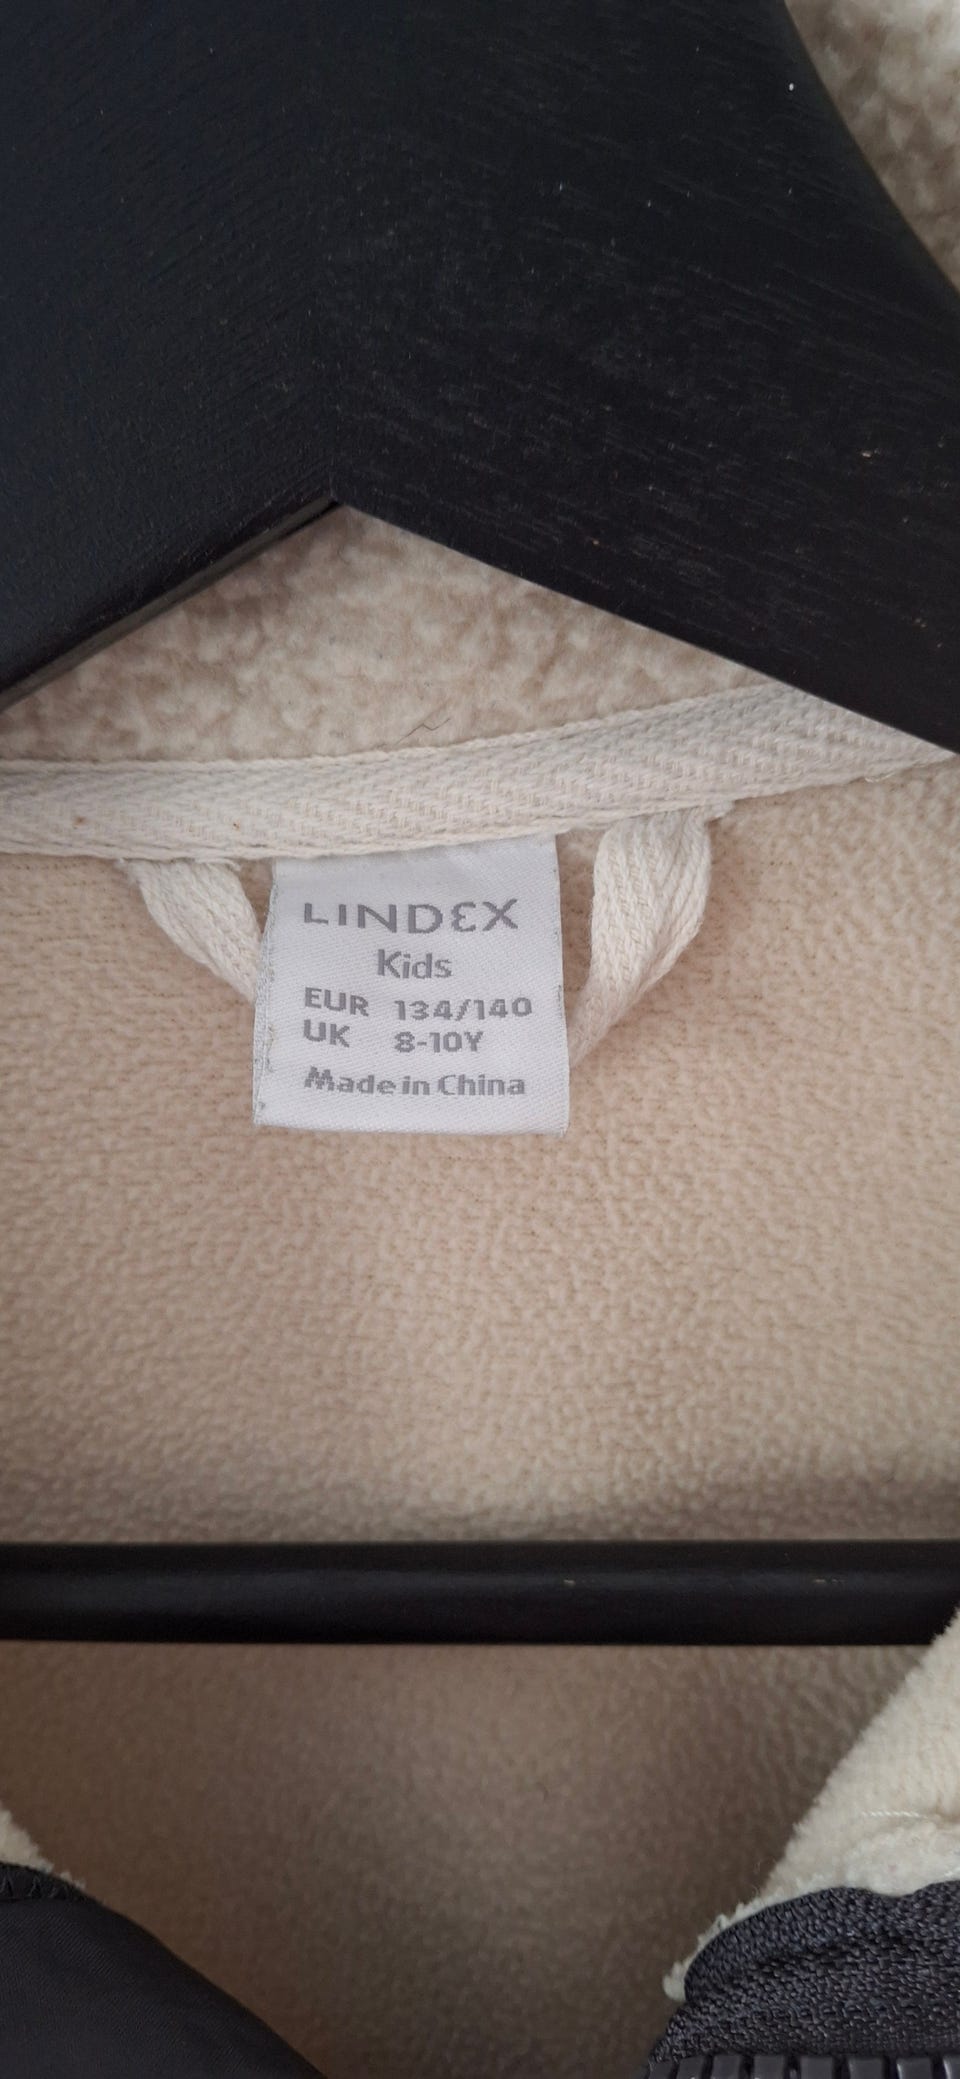 LINDEX
Kids
EUR 134/140
UK 8-10Y
Made in China